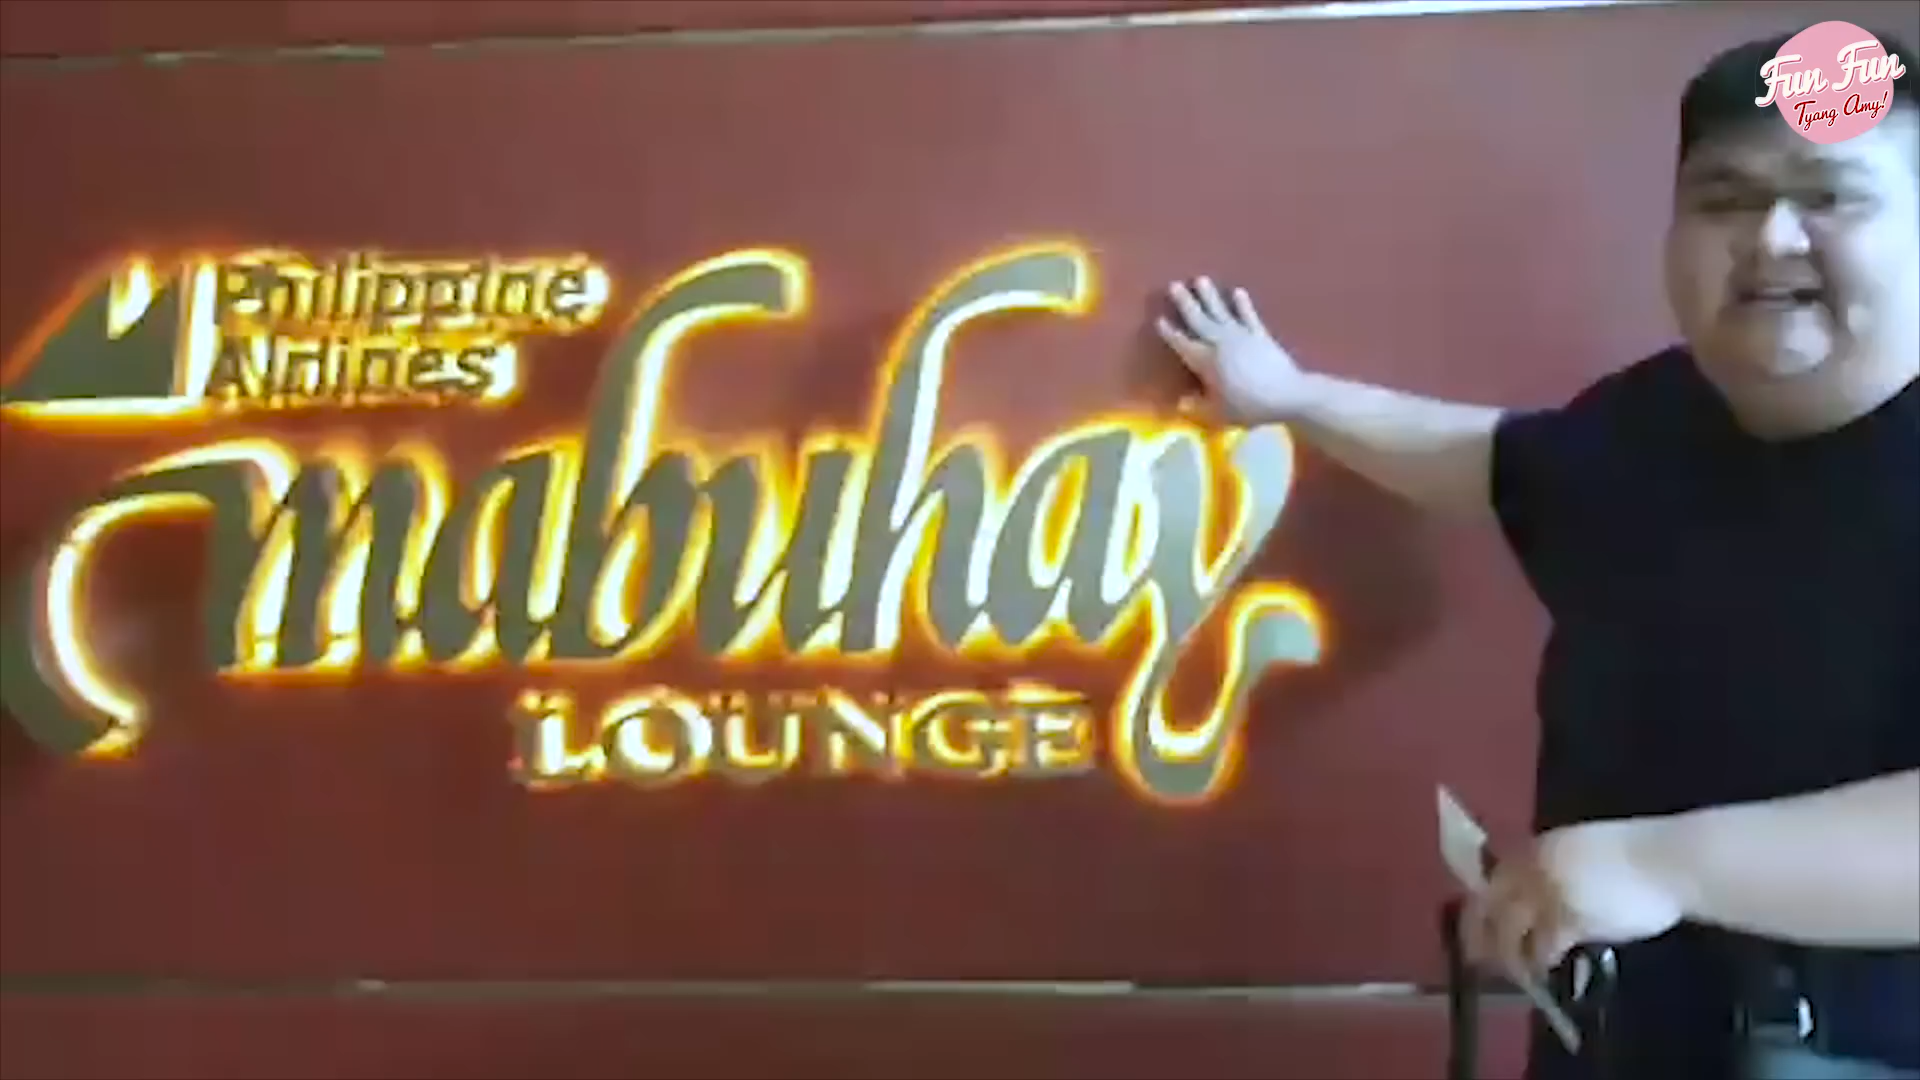 Fun Fun
Tyang Amy!
Philippine
Airlines
mabuhay
LOUNGE